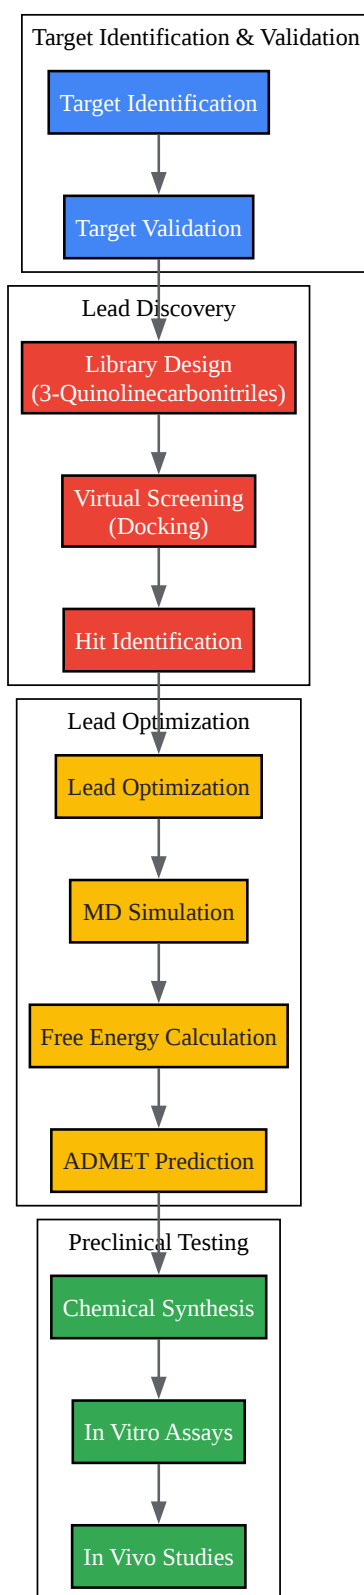 Target Identification & Validation
Target Identification
Target Validation
Lead Discovery
Library Design
(3-Quinolinecarbonitriles)
Virtual Screening
(Docking)
Hit Identification
Lead Optimization
Lead Optimization
MD Simulation
Free Energy Calculation
ADMET Prediction
Preclinical Testing
Chemical Synthesis
In Vitro Assays
In Vivo Studies